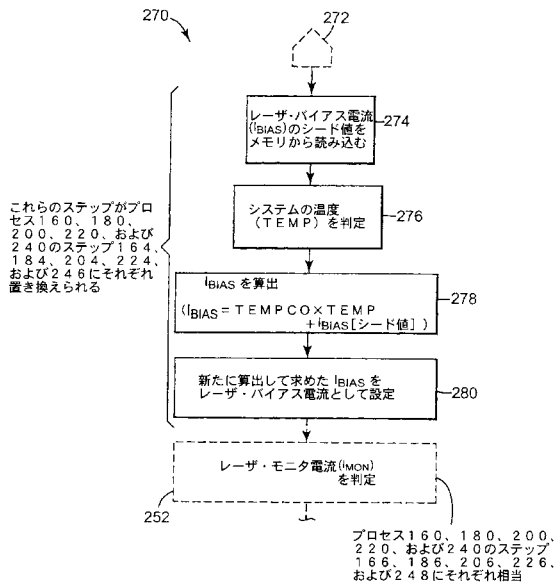 270
272
レーザ・バイアス電流
(iBIAS)のシード値を
メモリから読み込む
274
システムの温度
(TEMP)を判定
276
これらのステップがプロ
セス160、180、
200、220、および
240のステップ164、
184、204、224、
および246にそれぞれ
置き換えられる
iBIAS を算出
(iBIAS=TEMPCO×TEMP
+iBIAS[シード値])
278
新たに算出して求めた iBIAS を
レーザ・バイアス電流として設定
280
レーザ・モニタ電流(iMON)
を判定
252
プロセス160、180、200、
220、および240のステップ
166、186、206、226、
および248にそれぞれ相当